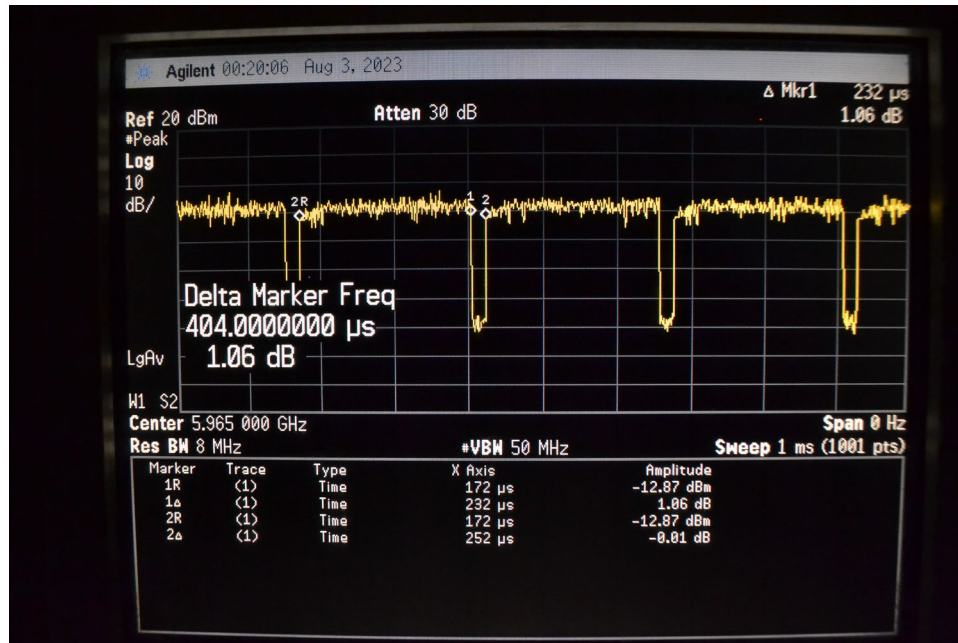 Agilent 00:20:06 Aug 3, 2023
Δ Mkr1 232 µs
Ref 20 dBm Atten 30 dB 1.06 dB
#Peak
Log
10
dB/
2R 1 2
Delta Marker Freq
404.0000000 µs
1.06 dB
LgAv
W1 S2
Center 5.965 000 GHz Span 0 Hz
Res BW 8 MHz #VBW 50 MHz Sweep 1 ms (1001 pts)
Marker Trace Type X Axis Amplitude
1R (1) Time 172 µs -12.87 dBm
1Δ (1) Time 232 µs 1.06 dB
2R (1) Time 172 µs -12.87 dBm
2Δ (1) Time 252 µs -0.01 dB